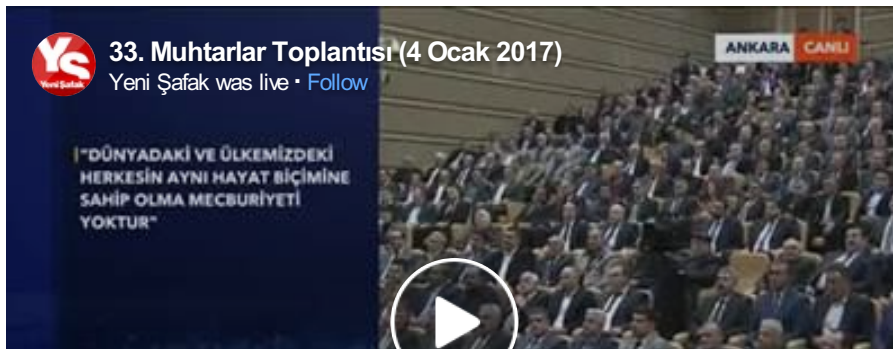 33. Muhtarlar Toplantısı (4 Ocak 2017)
Yeni Şafak was live · Follow
YS
Yeni Şafak
ANKARA CANLI
"DÜNYADAKİ VE ÜLKEMİZDEKİ
HERKESİN AYNI HAYAT BİÇİMİNE
SAHİP OLMA MECBURİYETİ
YOKTUR"